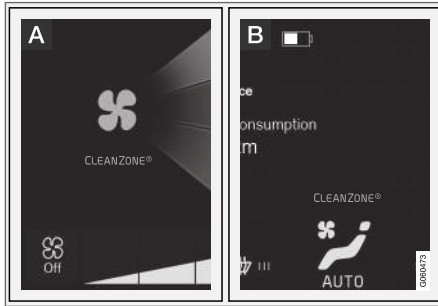 A
CLEANZONE®
Off
B
ce
onsumption
m
CLEANZONE®
AUTO
G060473